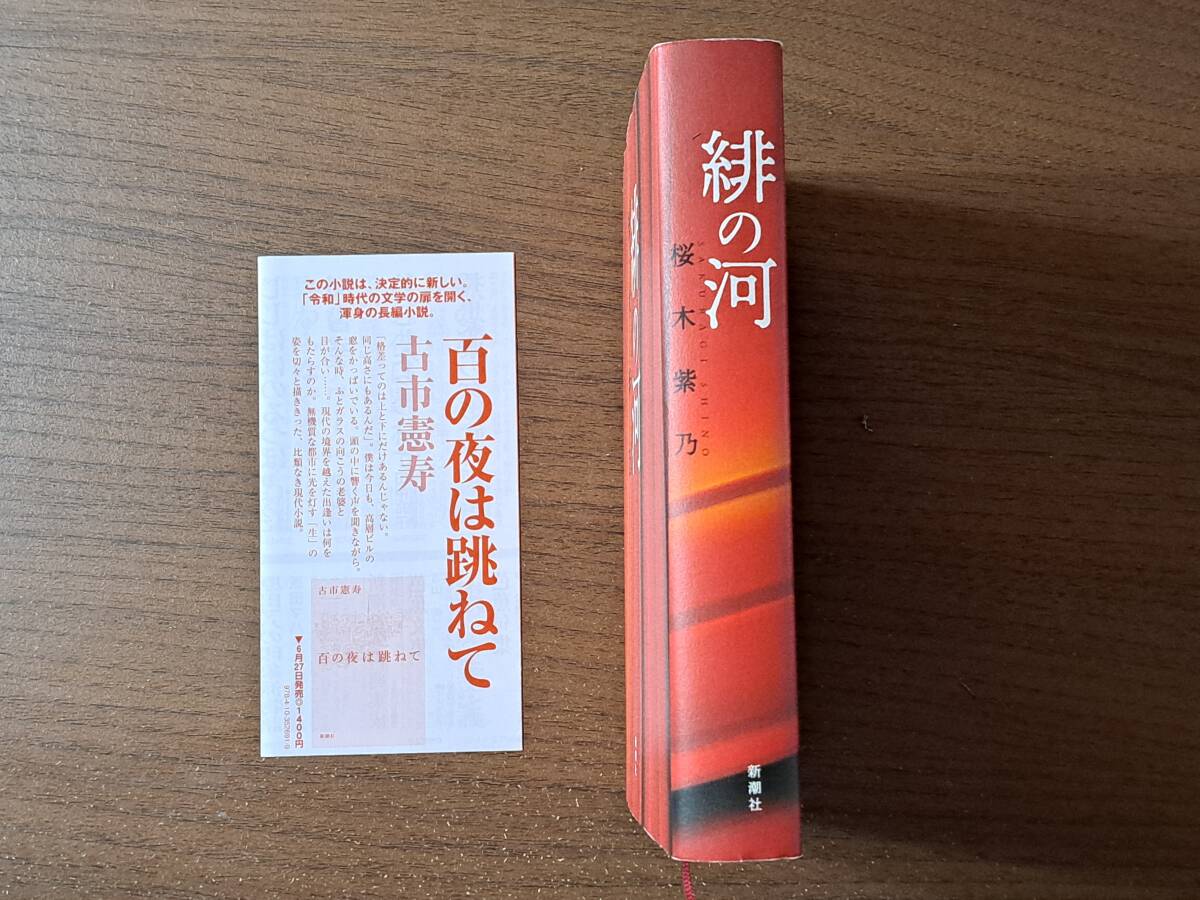 この小説は、決定的に新しい。
「令和」時代の文学の扉を開く、
渾身の長編小説。
百の夜は跳ねて
古市憲寿
「格差ってのは上と下にだけあるんじゃない。
同じ高さにもあるんだ」。僕は今日も、高層ビルの
窓をかっぱいでいる。頭の中に響く声を聞きながら。
そんな時、ふとガラスの向こうの老婆と
目が合い……。現代の境界を越えた出逢いは何を
もたらすのか。無機質な都市に光を灯す「生」の
姿を切々と描ききった、比類なき現代小説。
古市憲寿
百の夜は跳ねて
新潮社
▼6月27日発売◎1400円
978-4-10-352691-9
緋の河
桜木紫乃
SAKURAGI SHINO
新潮社